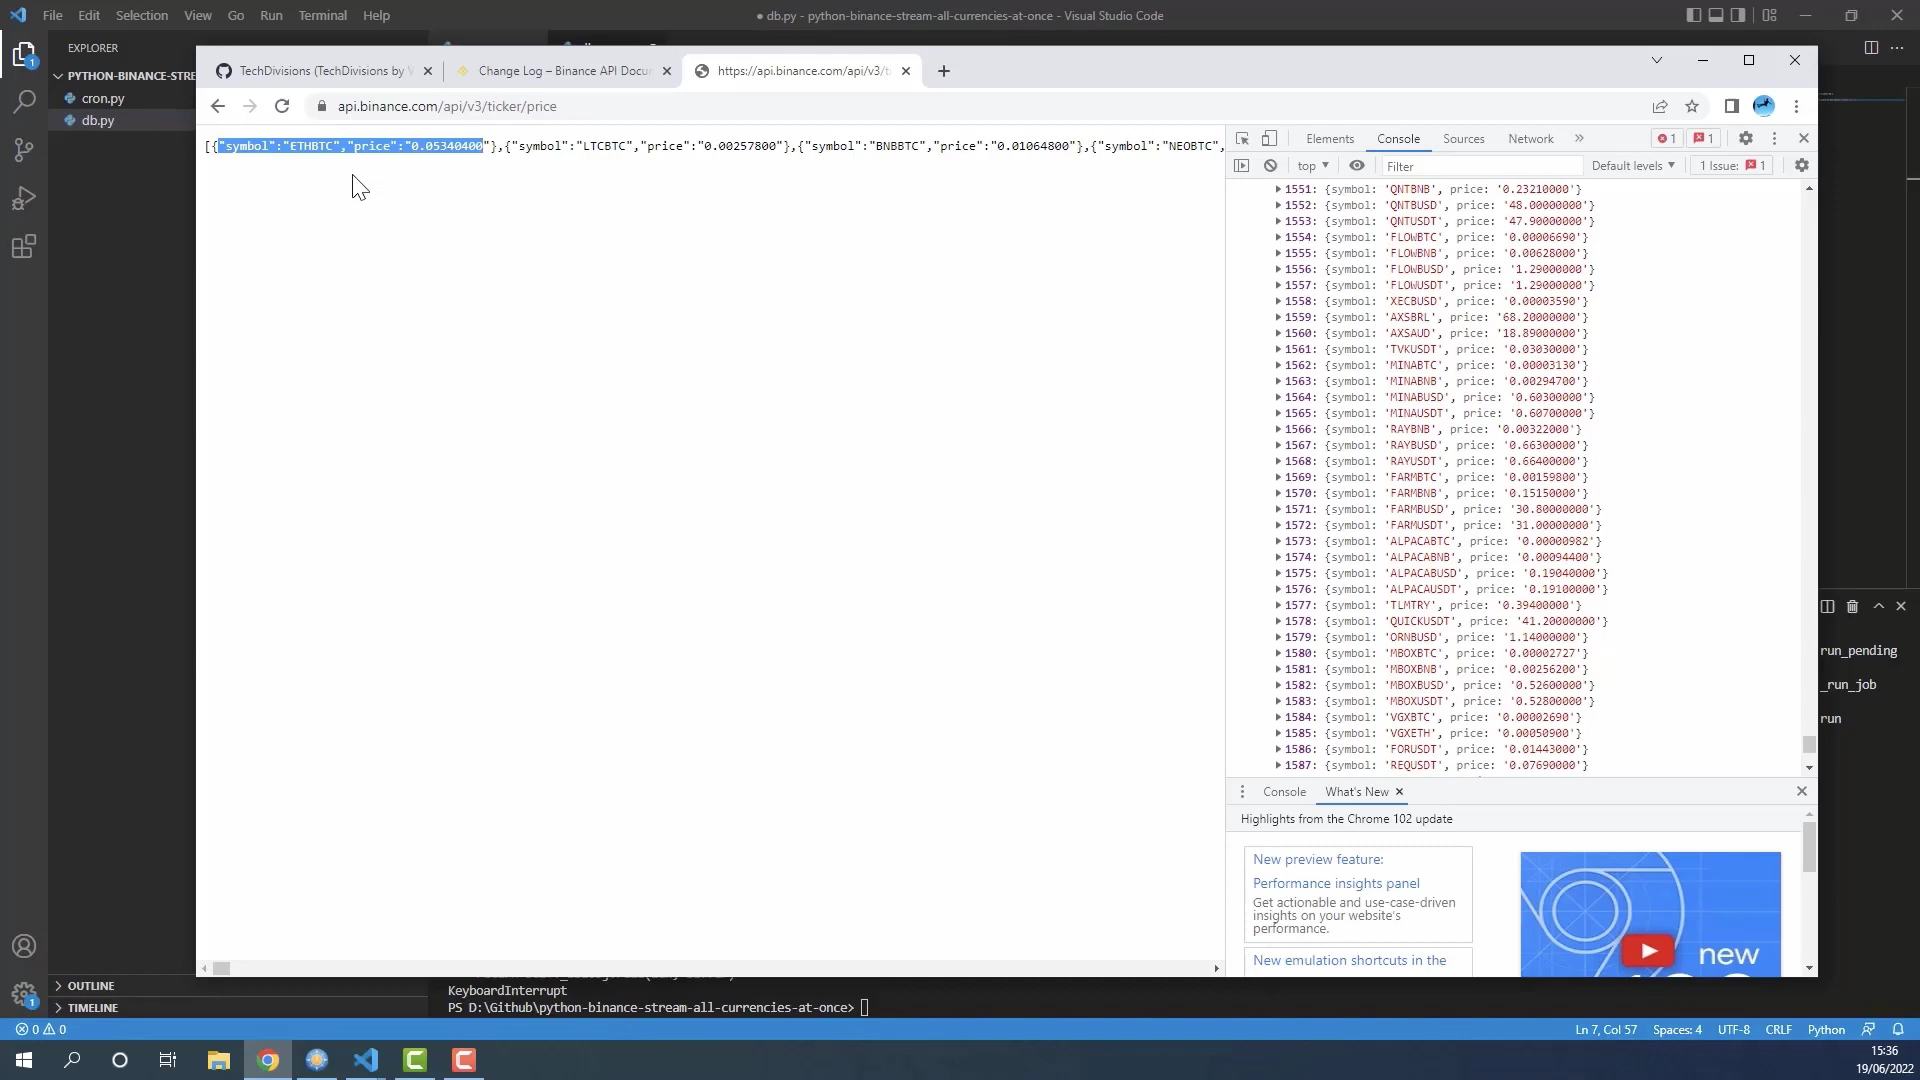 File Edit Selection View Go Run Terminal Help
● db.py - python-binance-stream-all-currencies-at-once - Visual Studio Code
EXPLORER
PYTHON-BINANCE-STRE
cron.py
db.py
1
TechDivisions (TechDivisions by
Change Log – Binance API Docu
https://api.binance.com/api/v3/t
api.binance.com/api/v3/ticker/price
[{"symbol":"ETHBTC","price":"0.05340400"},{"symbol":"LTCBTC","price":"0.00257800"},{"symbol":"BNBBTC","price":"0.01064800"},{"symbol":"NEOBTC",
Elements Console Sources Network » 1 1
top Filter Default levels 1 Issue: 1
1551: {symbol: 'QNTBNB', price: '0.23210000'}
1552: {symbol: 'QNTBUSD', price: '48.00000000'}
1553: {symbol: 'QNTUSDT', price: '47.90000000'}
1554: {symbol: 'FLOWBTC', price: '0.00006690'}
1555: {symbol: 'FLOWBNB', price: '0.00628000'}
1556: {symbol: 'FLOWBUSD', price: '1.29000000'}
1557: {symbol: 'FLOWUSDT', price: '1.29000000'}
1558: {symbol: 'XECBUSD', price: '0.00003590'}
1559: {symbol: 'AXSBRL', price: '68.20000000'}
1560: {symbol: 'AXSAUD', price: '18.89000000'}
1561: {symbol: 'TVKUSDT', price: '0.03030000'}
1562: {symbol: 'MINABTC', price: '0.00003130'}
1563: {symbol: 'MINABNB', price: '0.00294700'}
1564: {symbol: 'MINABUSD', price: '0.60300000'}
1565: {symbol: 'MINAUSDT', price: '0.60700000'}
1566: {symbol: 'RAYBNB', price: '0.00322000'}
1567: {symbol: 'RAYBUSD', price: '0.66300000'}
1568: {symbol: 'RAYUSDT', price: '0.66400000'}
1569: {symbol: 'FARMBTC', price: '0.00159800'}
1570: {symbol: 'FARMBNB', price: '0.15150000'}
1571: {symbol: 'FARMBUSD', price: '30.80000000'}
1572: {symbol: 'FARMUSDT', price: '31.00000000'}
1573: {symbol: 'ALPACABTC', price: '0.00000982'}
1574: {symbol: 'ALPACABNB', price: '0.00094400'}
1575: {symbol: 'ALPACABUSD', price: '0.19040000'}
1576: {symbol: 'ALPACAUSDT', price: '0.19100000'}
1577: {symbol: 'TLMTRY', price: '0.39400000'}
1578: {symbol: 'QUICKUSDT', price: '41.20000000'}
1579: {symbol: 'ORNBUSD', price: '1.14000000'}
1580: {symbol: 'MBOXBTC', price: '0.00002727'}
1581: {symbol: 'MBOXBNB', price: '0.00256200'}
1582: {symbol: 'MBOXBUSD', price: '0.52600000'}
1583: {symbol: 'MBOXUSDT', price: '0.52800000'}
1584: {symbol: 'VGXBTC', price: '0.00002690'}
1585: {symbol: 'VGXETH', price: '0.00050900'}
1586: {symbol: 'FORUSDT', price: '0.01443000'}
1587: {symbol: 'REQUSDT', price: '0.07690000'}
run_pending
_run_job
run
Console What's New
Highlights from the Chrome 102 update
New preview feature:
Performance insights panel
Get actionable and use-case-driven
insights on your website's
performance.
New emulation shortcuts in the
new
OUTLINE
TIMELINE
1
KeyboardInterrupt
PS D:\Github\python-binance-stream-all-currencies-at-once>
0 0
Ln 7, Col 57 Spaces: 4 UTF-8 CRLF Python
15:36
19/06/2022